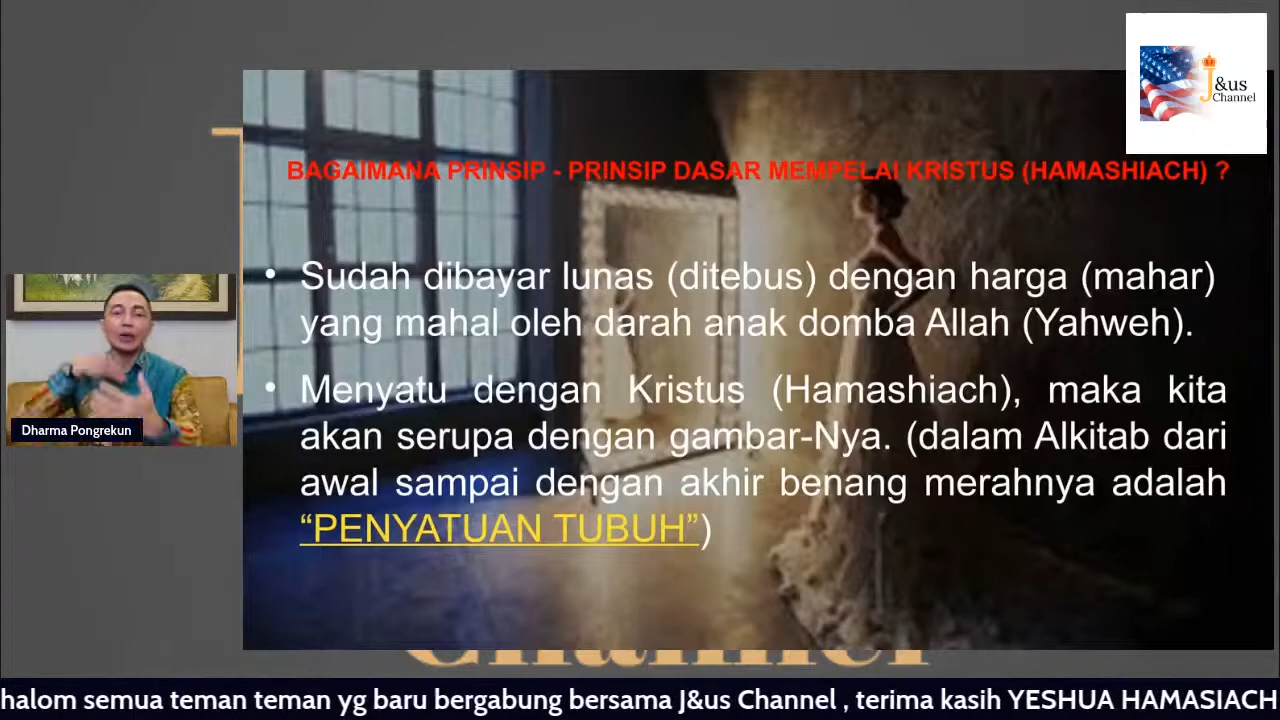 J&us
Channel
BAGAIMANA PRINSIP - PRINSIP DASAR MEMPELAI KRISTUS (HAMASHIACH) ?
• Sudah dibayar lunas (ditebus) dengan harga (mahar)
yang mahal oleh darah anak domba Allah (Yahweh).
• Menyatu dengan Kristus (Hamashiach), maka kita
akan serupa dengan gambar-Nya. (dalam Alkitab dari
awal sampai dengan akhir benang merahnya adalah
“PENYATUAN TUBUH”)
Dharma Pongrekun
halom semua teman teman yg baru bergabung bersama J&us Channel , terima kasih YESHUA HAMASIACH